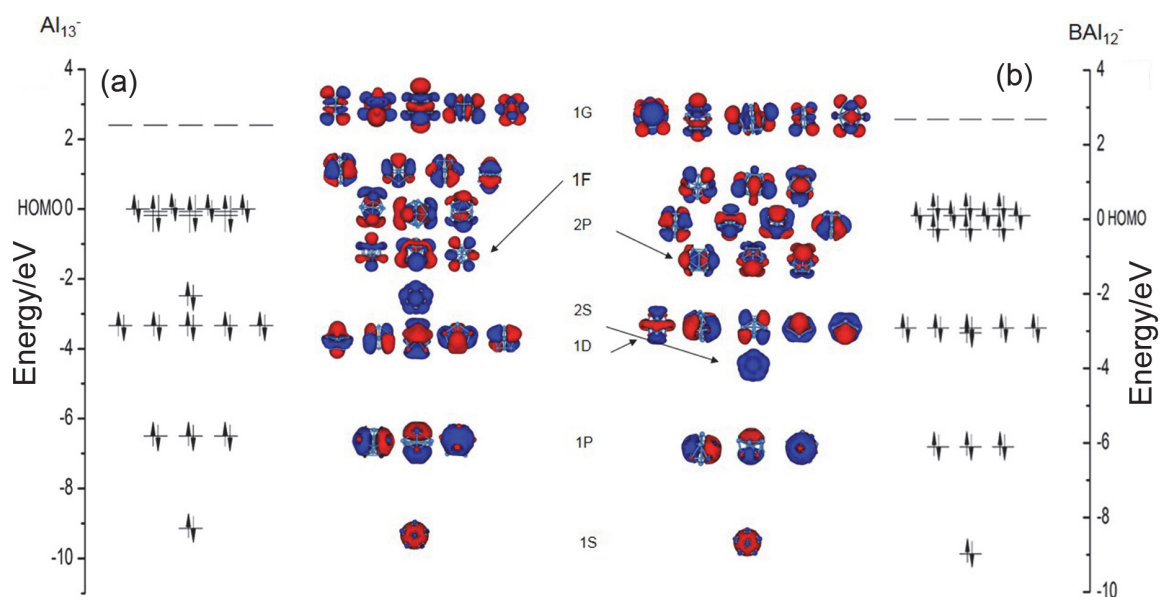 Al13-
BAl12-
(a)
(b)
Energy/eV
4
2
HOMO 0
-2
-4
-6
-8
-10
1G
1F
2P
2S
1D
1P
1S
4
2
0 HOMO
-2
-4
-6
-8
-10
Energy/eV